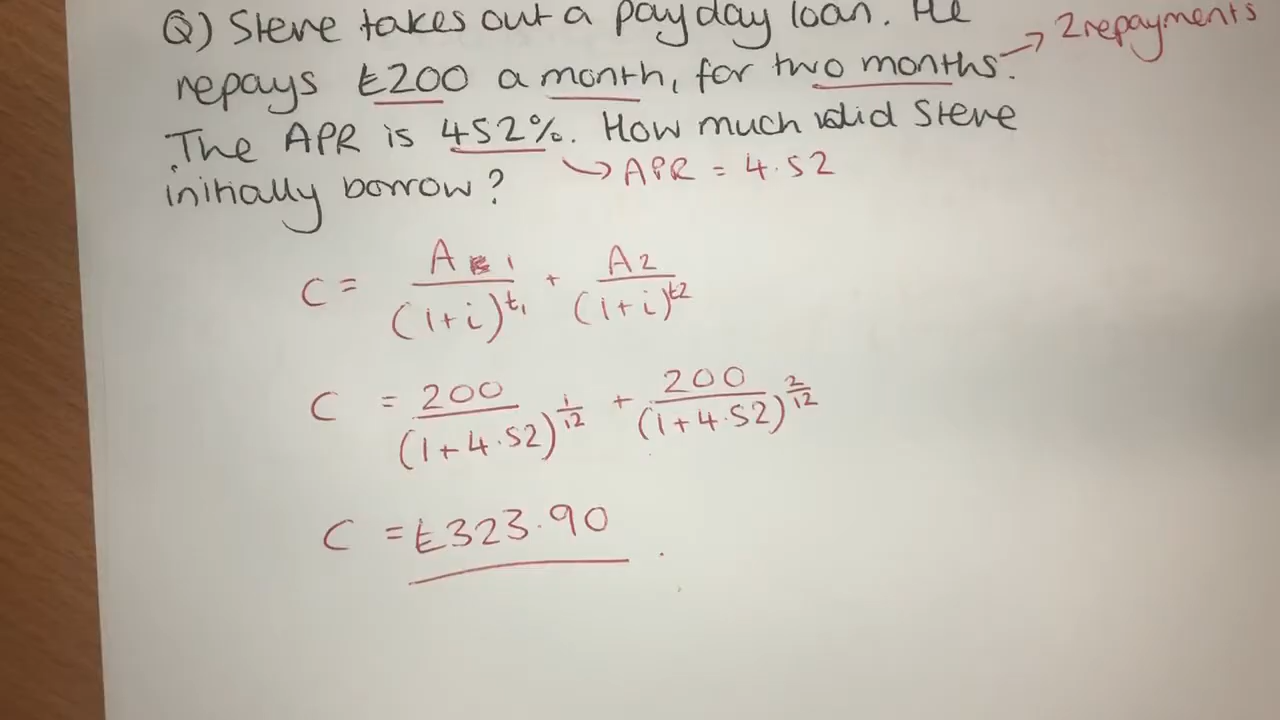 Q) Steve takes out a payday loan. He
repays £200 a month, for two months. → 2 repayments
The APR is 452%. How much did Steve
initially borrow? → APR = 4.52
C = A1/(1+i)^t1 + A2/(1+i)^t2
C = 200/(1+4.52)^1/12 + 200/(1+4.52)^2/12
C = £323.90